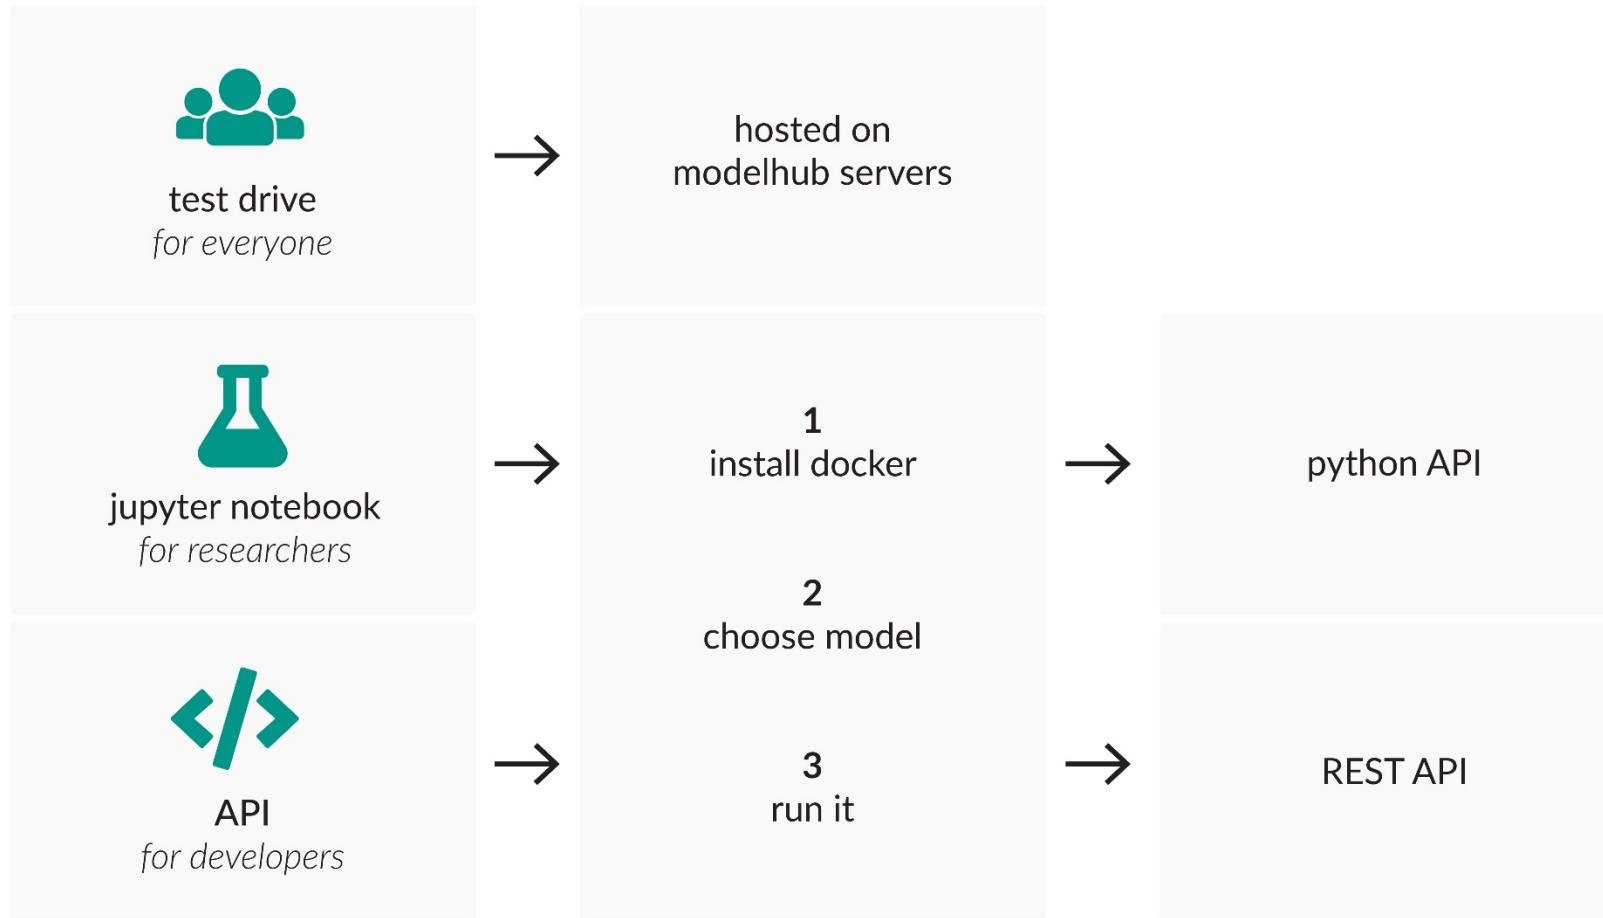 test drive
for everyone
hosted on
modelhub servers
jupyter notebook
for researchers
1
install docker
2
choose model
3
run it
python API
API
for developers
REST API